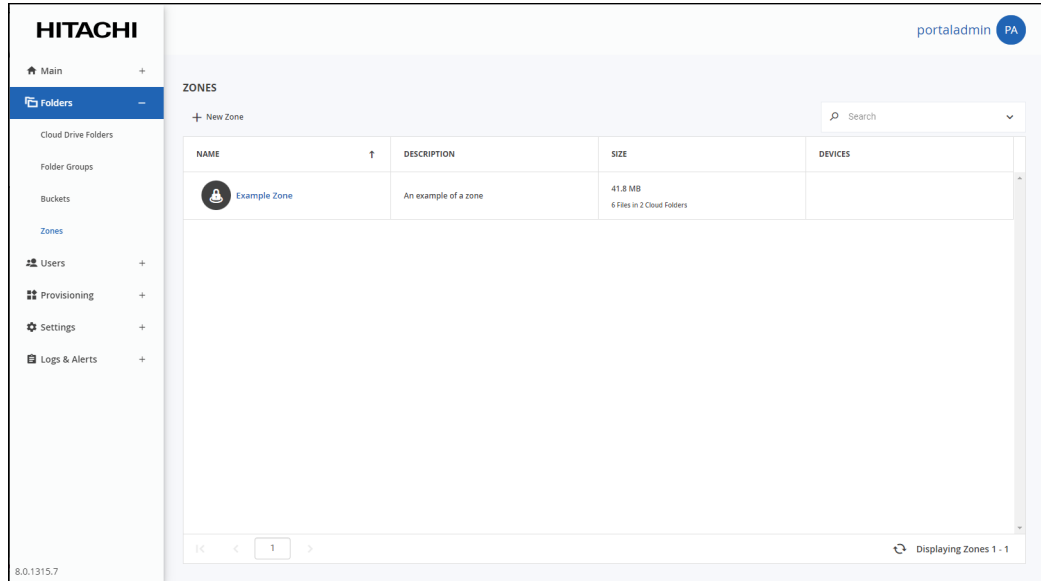 HITACHI
portaladmin PA
Main
Folders
Cloud Drive Folders
Folder Groups
Buckets
Zones
Users
Provisioning
Settings
Logs & Alerts
8.0.1315.7
ZONES
New Zone
Search
NAME DESCRIPTION SIZE DEVICES
Example Zone An example of a zone 41.8 MB
6 Files in 2 Cloud Folders
1
Displaying Zones 1 - 1